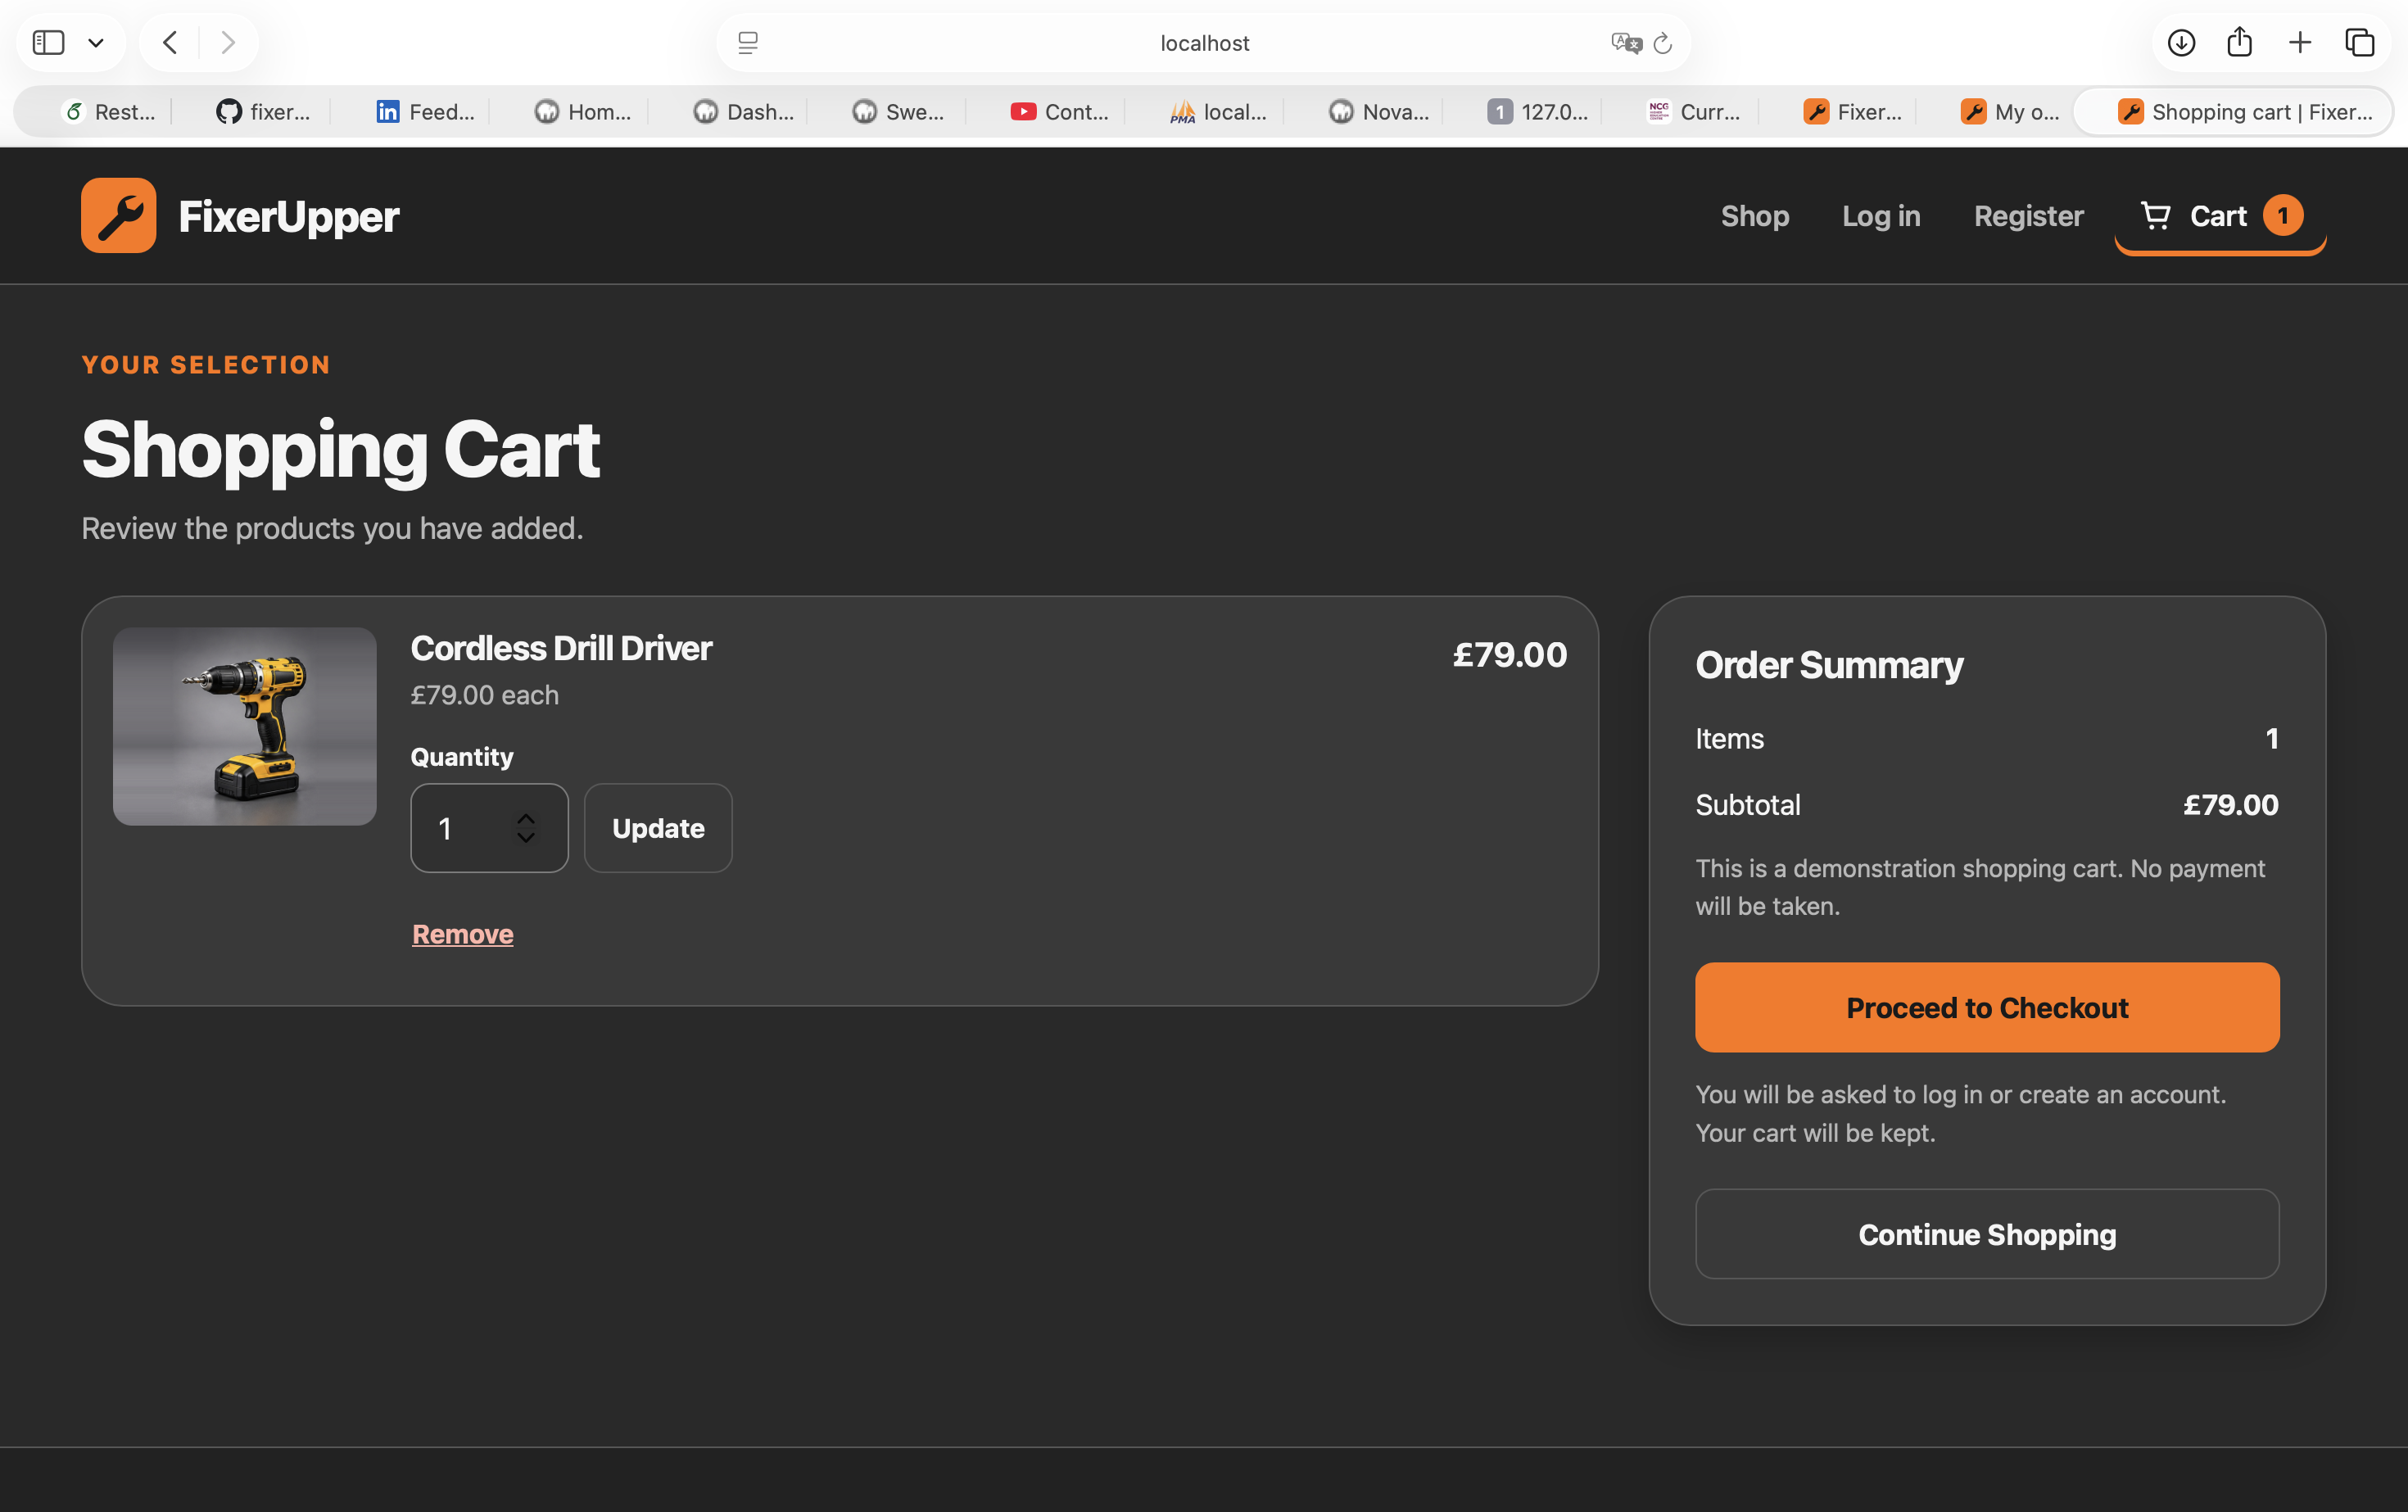 localhost
Rest...
fixer...
Feed...
Hom...
Dash...
Swe...
Cont...
PMA
local...
Nova...
1
127.0...
NCG
Curr...
Fixer...
My o...
Shopping cart | Fixer...
FixerUpper
Shop
Log in
Register
Cart
1
YOUR SELECTION
Shopping Cart
Review the products you have added.
Cordless Drill Driver
£79.00
£79.00 each
Quantity
1
Update
Remove
Order Summary
Items 1
Subtotal £79.00
This is a demonstration shopping cart. No payment
will be taken.
Proceed to Checkout
You will be asked to log in or create an account.
Your cart will be kept.
Continue Shopping